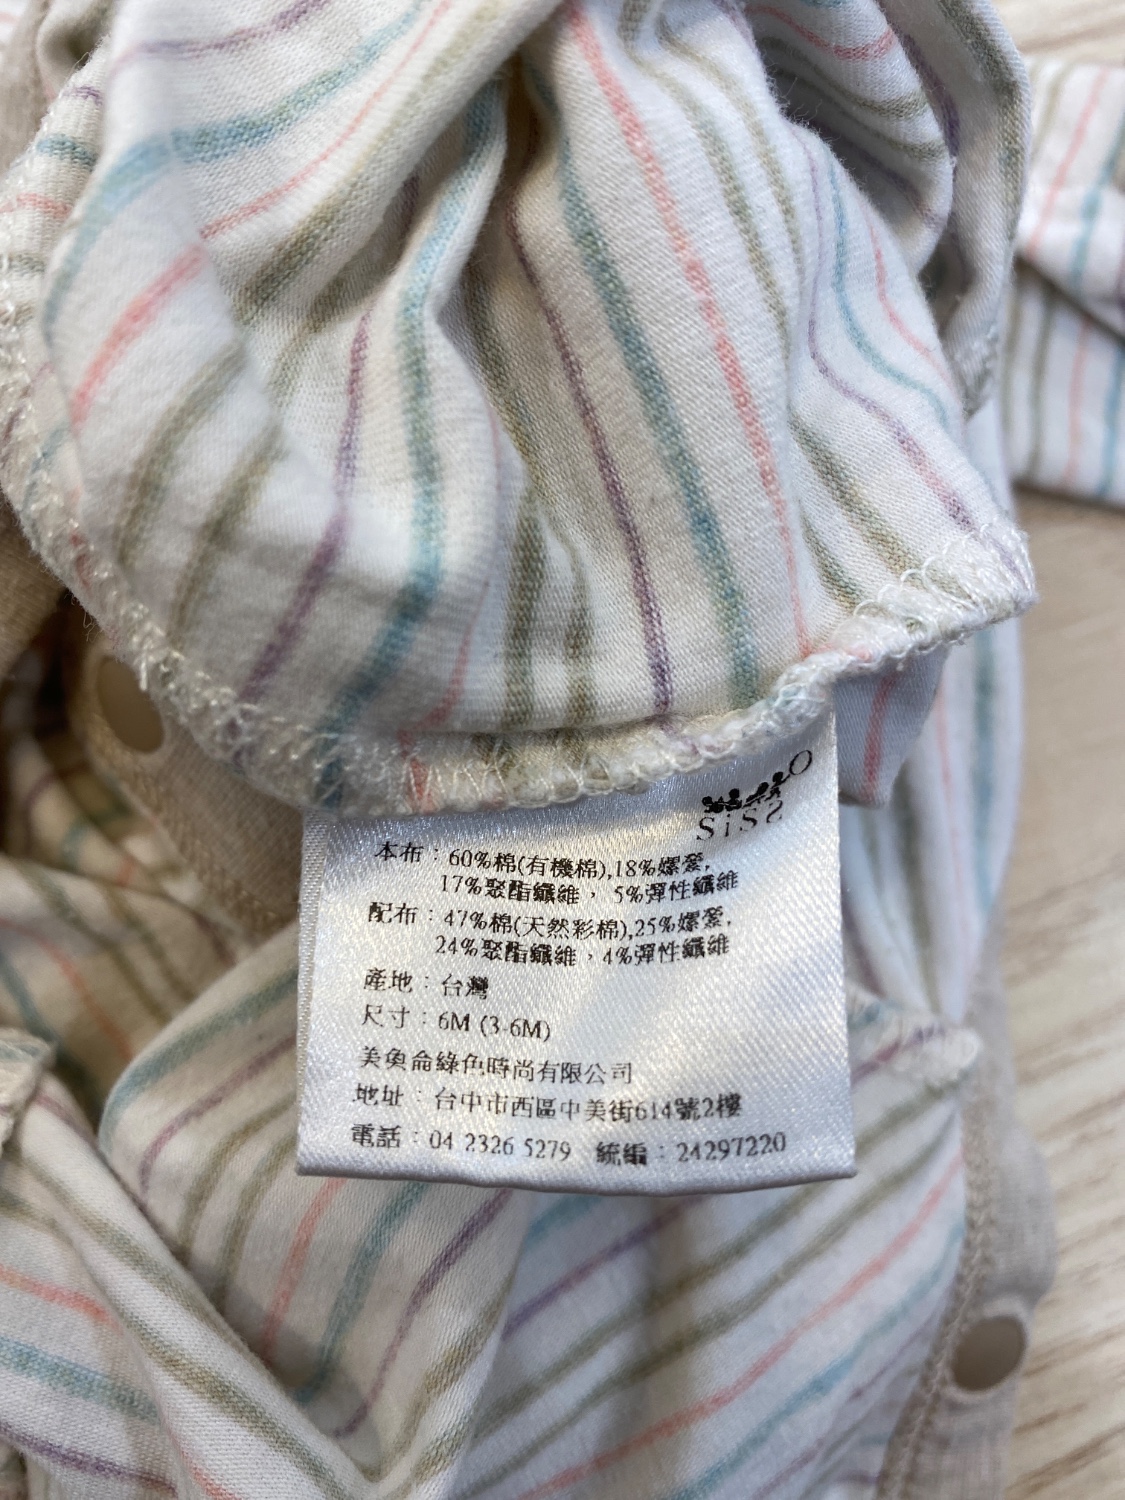 SiSSO
本布：60%棉(有機棉),18%嫘縈,
17%聚酯纖維，5%彈性纖維
配布：47%棉(天然彩棉),25%嫘縈,
24%聚酯纖維，4%彈性纖維
產地：台灣
尺寸：6M (3-6M)
美奐侖綠色時尚有限公司
地址：台中市西區中美街614號2樓
電話：04 2326 5279 統編：24297220